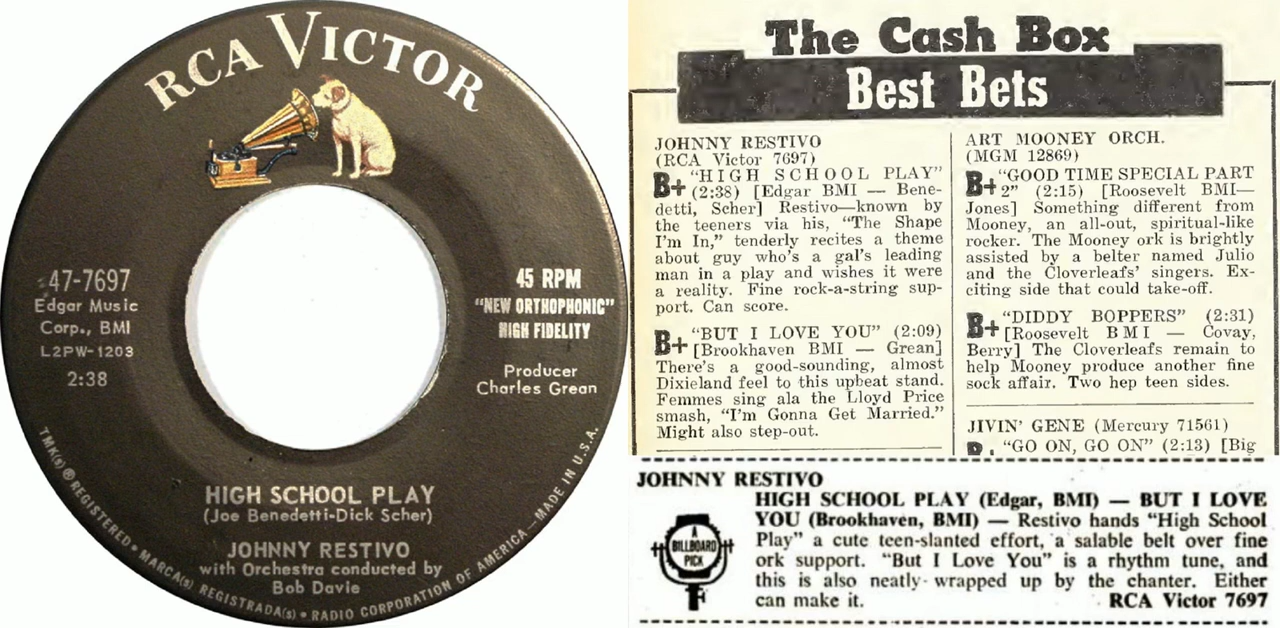 RCA VICTOR
47-7697
Edgar Music
Corp., BMI
L2PW-1203
2:38
45 RPM
"NEW ORTHOPHONIC"
HIGH FIDELITY
Producer
Charles Grean
HIGH SCHOOL PLAY
(Joe Benedetti-Dick Scher)
JOHNNY RESTIVO
with Orchestra conducted by
Bob Davie
TMK(s) ® REGISTERED • MARCA(s) REGISTRADA(s) • RADIO CORPORATION OF AMERICA—MADE IN U.S.A.
The Cash Box
Best Bets
JOHNNY RESTIVO
(RCA Victor 7697)
B+ "HIGH SCHOOL PLAY"
(2:38) [Edgar BMI — Bene-
detti, Scher] Restivo—known by
the teeners via his, "The Shape
I'm In," tenderly recites a theme
about guy who's a gal's leading
man in a play and wishes it were
a reality. Fine rock-a-string sup-
port. Can score.
B+ "BUT I LOVE YOU" (2:09)
[Brookhaven BMI — Grean]
There's a good-sounding, almost
Dixieland feel to this upbeat stand.
Femmes sing ala the Lloyd Price
smash, "I'm Gonna Get Married."
Might also step-out.
ART MOONEY ORCH.
(MGM 12869)
B+ "GOOD TIME SPECIAL PART
2" (2:15) [Roosevelt BMI—
Jones] Something different from
Mooney, an all-out, spiritual-like
rocker. The Mooney ork is brightly
assisted by a belter named Julio
and the Cloverleafs' singers. Ex-
citing side that could take-off.
B+ "DIDDY BOPPERS" (2:31)
[Roosevelt BMI — Covay,
Berry] The Cloverleafs remain to
help Mooney produce another fine
sock affair. Two hep teen sides.
JIVIN' GENE (Mercury 71561)
B "GO ON, GO ON" (2:13) [Big
JOHNNY RESTIVO
A
BILLBOARD
PICK
HIGH SCHOOL PLAY (Edgar, BMI) — BUT I LOVE
YOU (Brookhaven, BMI) — Restivo hands "High School
Play" a cute teen-slanted effort, a salable belt over fine
ork support. "But I Love You" is a rhythm tune, and
this is also neatly wrapped up by the chanter. Either
can make it. RCA Victor 7697